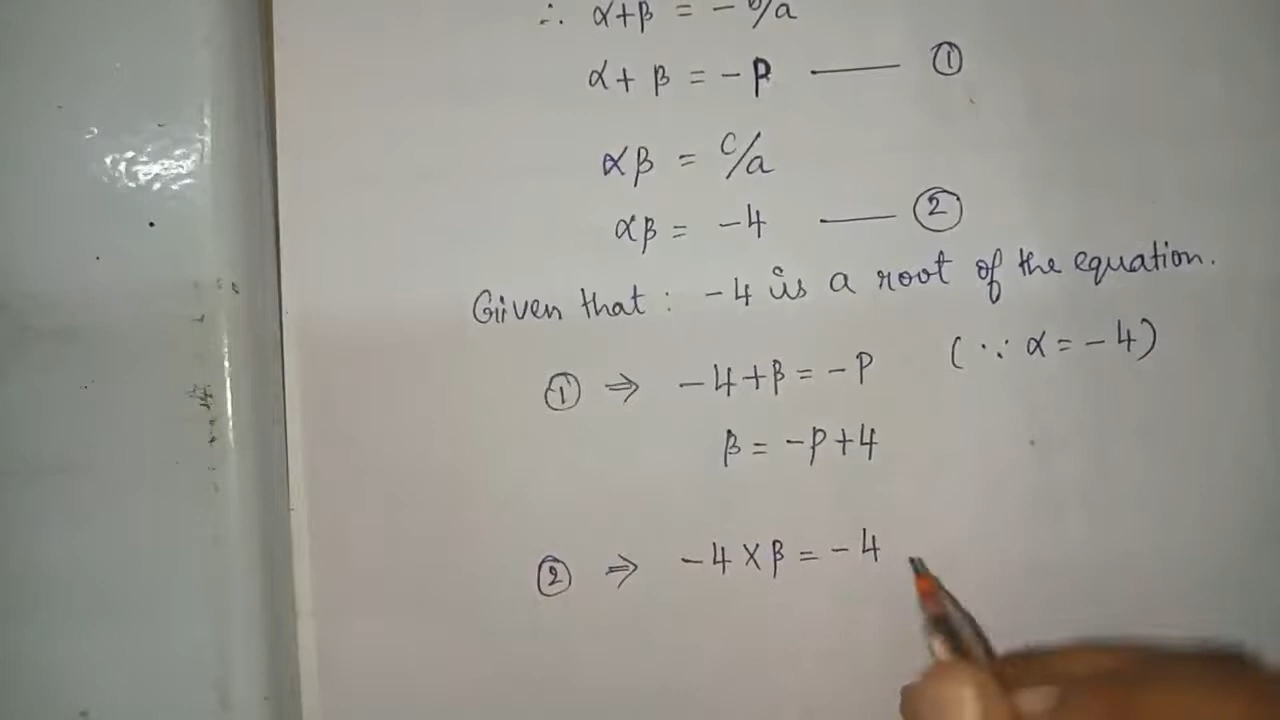 ∴ α+β = -b/a
α + β = -P —— ①
αβ = c/a
αβ = -4 —— ②
Given that : -4 is a root of the equation.
① ⇒ -4+β = -P (∵ α = -4)
β = -p+4
② ⇒ -4×β = -4